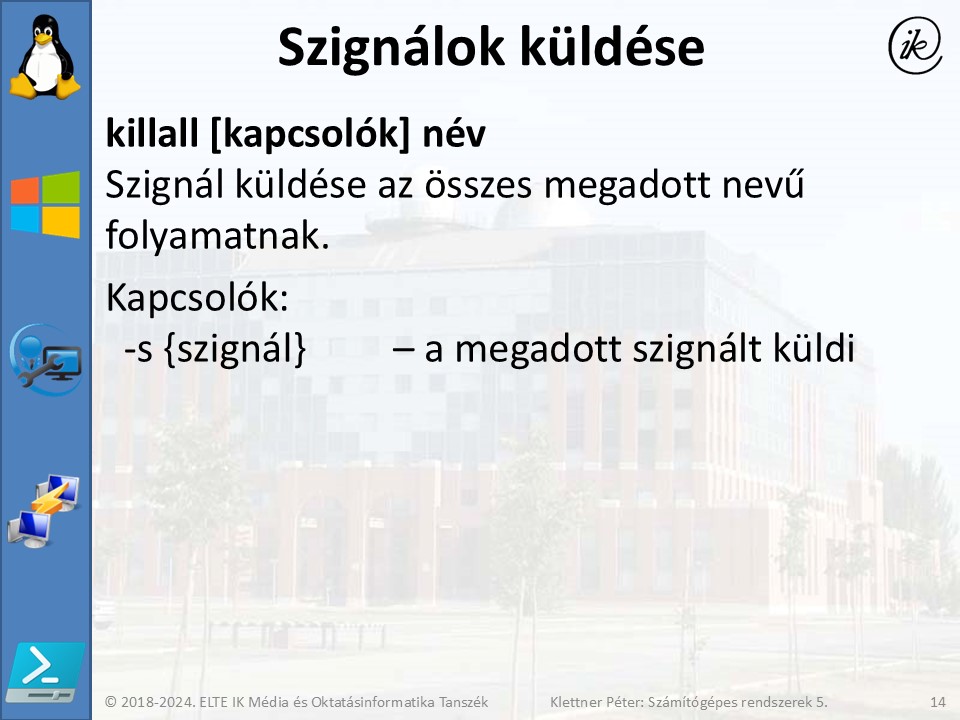 Szignálok küldése
ik
killall [kapcsolók] név
Szignál küldése az összes megadott nevű
folyamatnak.
Kapcsolók:
-s {szignál} – a megadott szignált küldi
© 2018-2024. ELTE IK Média és Oktatásinformatika Tanszék Klettner Péter: Számítógépes rendszerek 5. 14